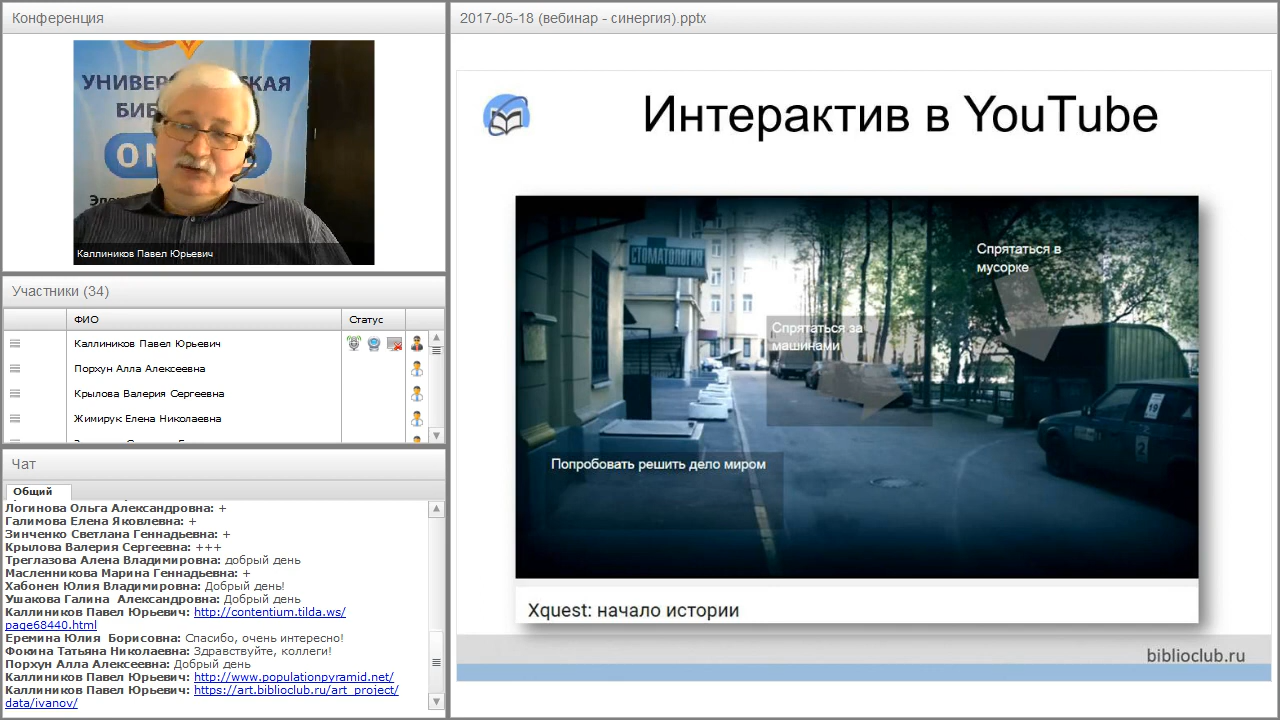 Конференция
УНИВЕРСИТЕТСКАЯ
Каллиников Павел Юрьевич
Участники (34)
ФИО
Статус
Каллиников Павел Юрьевич
Порхун Алла Алексеевна
Крылова Валерия Сергеевна
Жимирук Елена Николаевна
Чат
Общий
Логинова Ольга Александровна: +
Галимова Елена Яковлевна: +
Зинченко Светлана Геннадьевна: +
Крылова Валерия Сергеевна: +++
Треглазова Алена Владимировна: добрый день
Масленникова Марина Геннадьевна: +
Хабонен Юлия Владимировна: Добрый день!
Ушакова Галина Александровна: Добрый день
Каллиников Павел Юрьевич: http://contentium.tilda.ws/
page68440.html
Еремина Юлия Борисовна: Спасибо, очень интересно!
Фокина Татьяна Николаевна: Здравствуйте, коллеги!
Порхун Алла Алексеевна: Добрый день
Каллиников Павел Юрьевич: http://www.populationpyramid.net/
Каллиников Павел Юрьевич: https://art.biblioclub.ru/art_project/
data/ivanov/
2017-05-18 (вебинар - синергия).pptx
Интерактив в YouTube
СТОМАТОЛОГИЯ
Спрятаться в
мусорке
Спрятаться за
машинами
19
2
Попробовать решить дело миром
Xquest: начало истории
biblioclub.ru